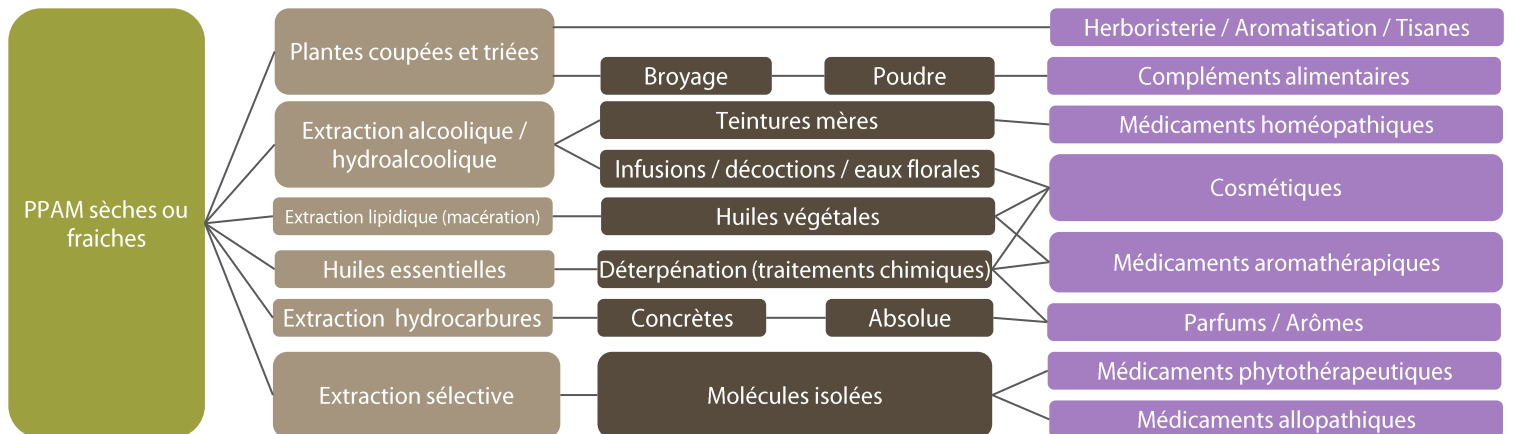 PPAM sèches ou
fraiches
Plantes coupées et triées
Herboristerie / Aromatisation / Tisanes
Broyage
Poudre
Compléments alimentaires
Extraction alcoolique /
hydroalcoolique
Teintures mères
Médicaments homéopathiques
Infusions / décoctions / eaux florales
Cosmétiques
Extraction lipidique (macération)
Huiles végétales
Huiles essentielles
Déterpénation (traitements chimiques)
Médicaments aromathérapiques
Extraction hydrocarbures
Concrètes
Absolue
Parfums / Arômes
Extraction sélective
Molécules isolées
Médicaments phytothérapeutiques
Médicaments allopathiques